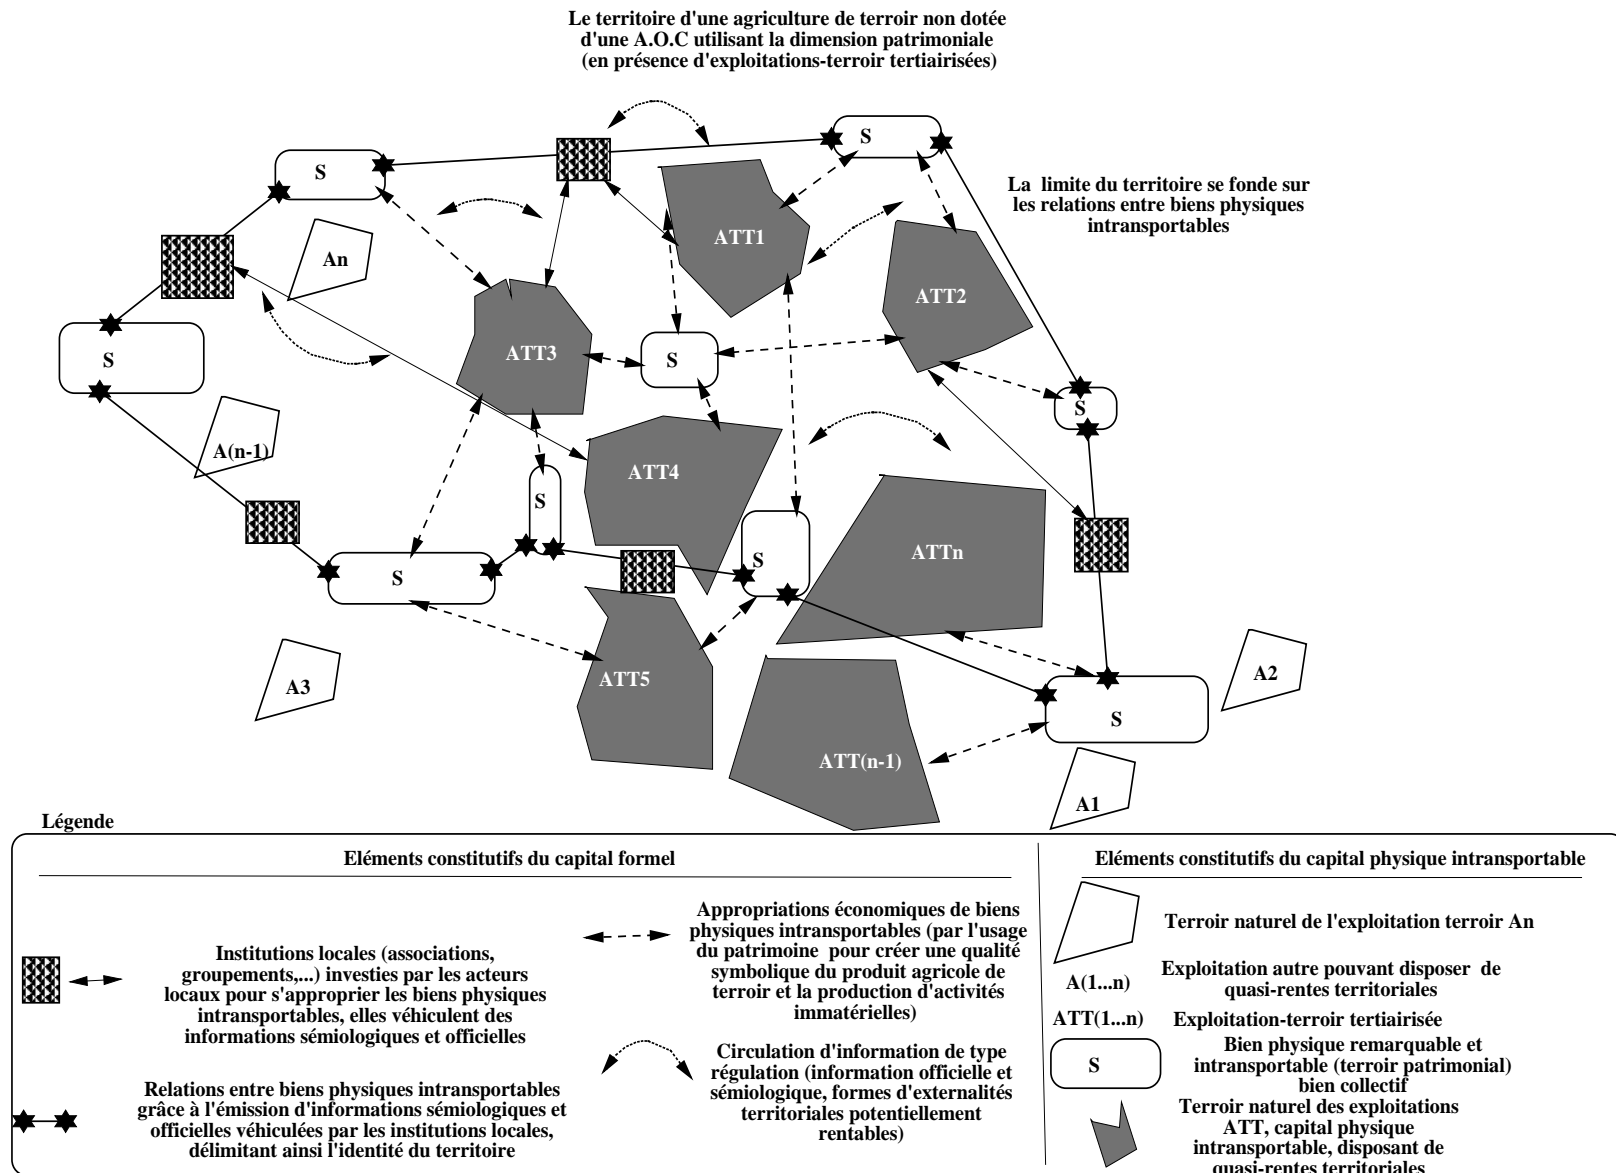 Le territoire d'une agriculture de terroir non dotée
d'une A.O.C utilisant la dimension patrimoniale
(en présence d'exploitations-terroir tertiairisées)
S
S
La limite du territoire se fonde sur
les relations entre biens physiques
intransportables
ATT1
An
ATT2
ATT3
S
S
S
A(n-1)
ATT4
S
S
ATTn
S
S
ATT5
A3
A2
S
ATT(n-1)
A1
Légende
Eléments constitutifs du capital formel
Institutions locales (associations,
groupements,...) investies par les acteurs
locaux pour s'approprier les biens physiques
intransportables, elles véhiculent des
informations sémiologiques et officielles
Relations entre biens physiques intransportables
grâce à l'émission d'informations sémiologiques et
officielles véhiculées par les institutions locales,
délimitant ainsi l'identité du territoire
Appropriations économiques de biens
physiques intransportables (par l'usage
du patrimoine pour créer une qualité
symbolique du produit agricole de
terroir et la production d'activités
immatérielles)
Circulation d'information de type
régulation (information officielle et
sémiologique, formes d'externalités
territoriales potentiellement
rentables)
Eléments constitutifs du capital physique intransportable
Terroir naturel de l'exploitation terroir An
A(1...n)
Exploitation autre pouvant disposer de
quasi-rentes territoriales
ATT(1...n)
Exploitation-terroir tertiairisée
S
Bien physique remarquable et
intransportable (terroir patrimonial)
bien collectif
Terroir naturel des exploitations
ATT, capital physique
intransportable, disposant de
quasi-rentes territoriales